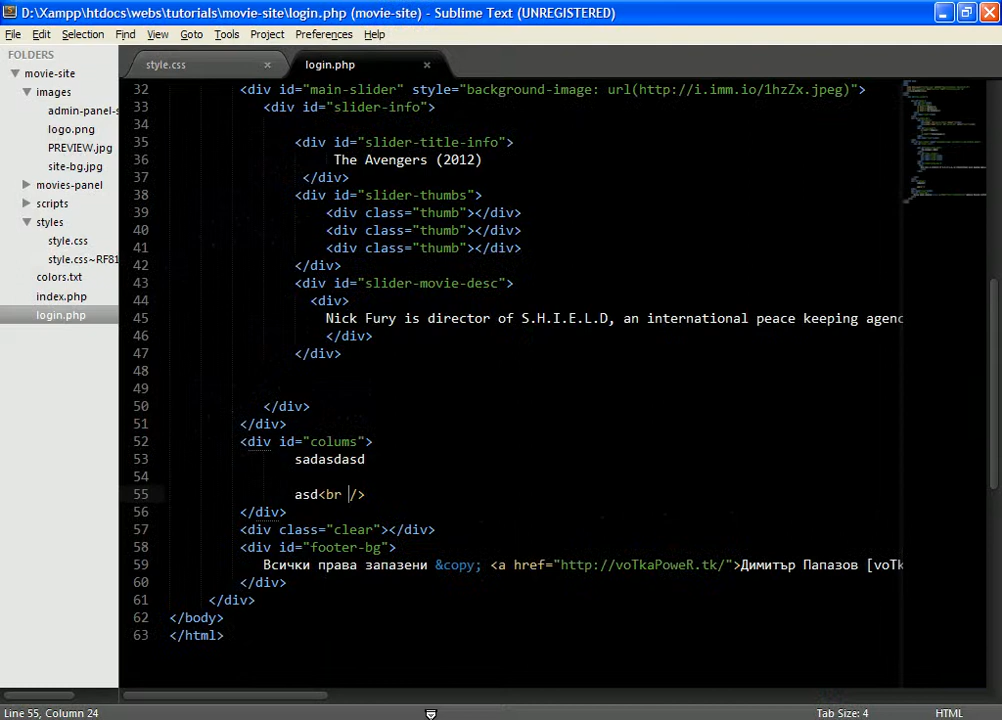 D:\Xampp\htdocs\webs\tutorials\movie-site\login.php (movie-site) - Sublime Text (UNREGISTERED)
File Edit Selection Find View Goto Tools Project Preferences Help
FOLDERS
movie-site
images
admin-panel-s
logo.png
PREVIEW.jpg
site-bg.jpg
movies-panel
scripts
styles
style.css
style.css~RF81
colors.txt
index.php
login.php
style.css × login.php ×
32 <div id="main-slider" style="background-image: url(http://i.imm.io/1hzZx.jpeg)">
33 <div id="slider-info">
34
35 <div id="slider-title-info">
36 The Avengers (2012)
37 </div>
38 <div id="slider-thumbs">
39 <div class="thumb"></div>
40 <div class="thumb"></div>
41 <div class="thumb"></div>
42 </div>
43 <div id="slider-movie-desc">
44 <div>
45 Nick Fury is director of S.H.I.E.L.D, an international peace keeping agenc
46 </div>
47 </div>
48
49
50 </div>
51 </div>
52 <div id="colums">
53 sadasdasd
54
55 asd<br />
56 </div>
57 <div class="clear"></div>
58 <div id="footer-bg">
59 Всички права запазени &copy; <a href="http://voTkaPoweR.tk/">Димитър Папазов [voTk
60 </div>
61 </div>
62 </body>
63 </html>
Line 55, Column 24 Tab Size: 4 HTML